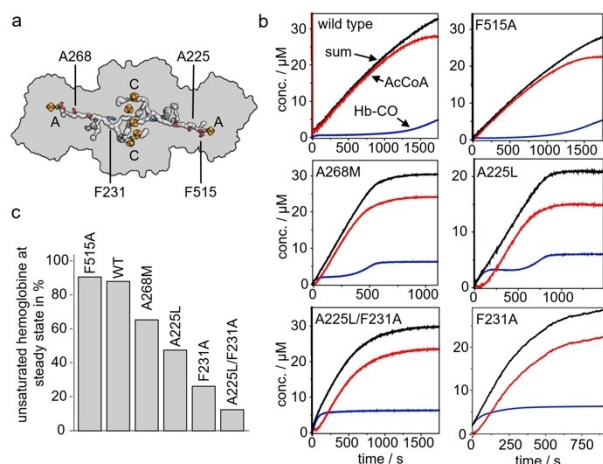 a
A268
A225
C
A
A
C
F231
F515
b
conc. / µM
30
20
10
0
wild type
sum
AcCoA
Hb-CO
0 500 1000 1500
F515A
30
20
10
0
0 500 1000 1500
conc. / µM
30
20
10
0
A268M
0 500 1000
A225L
20
10
0
0 500 1000 1500
conc. / µM
30
20
10
0
A225L/F231A
0 500 1000 1500
time / s
F231A
20
10
0
0 250 500 750
time / s
c
unsaturated hemoglobine at
steady state in %
100
80
60
40
20
0
F515A
WT
A268M
A225L
F231A
A225L/F231A